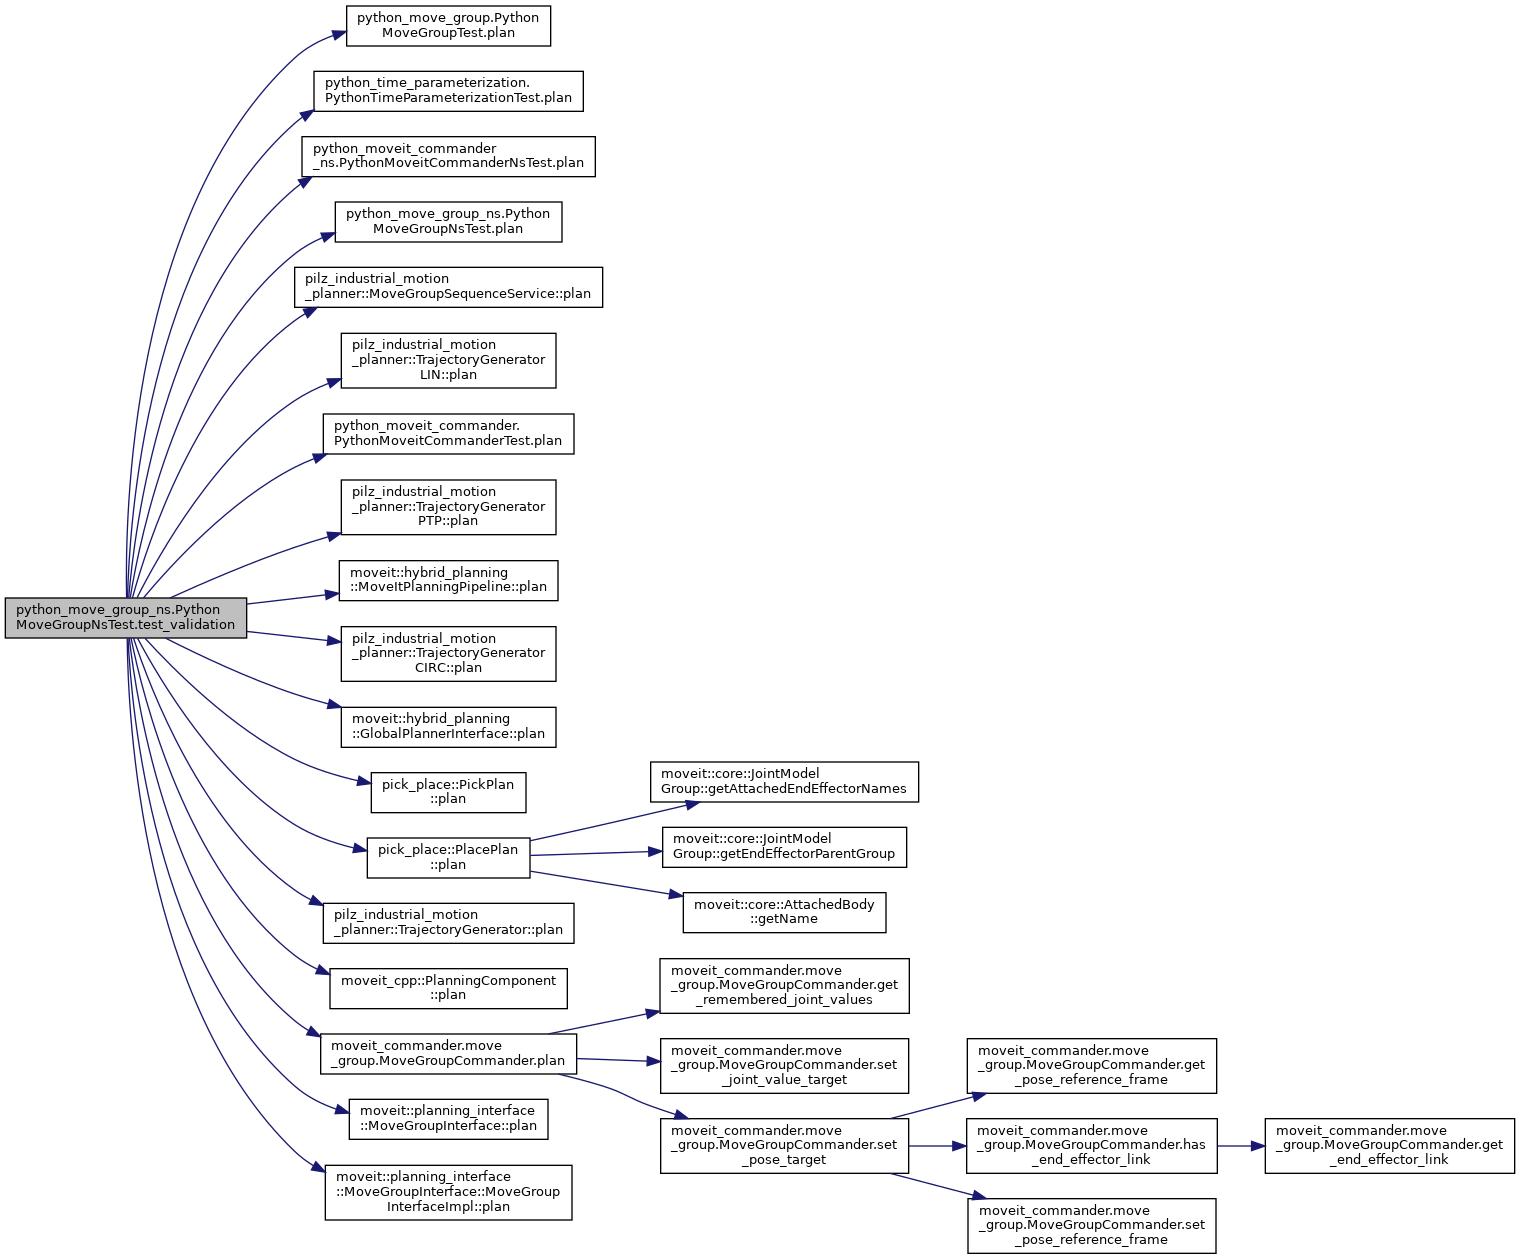 python_move_group.Python
MoveGroupTest.plan
python_time_parameterization.
PythonTimeParameterizationTest.plan
python_moveit_commander
_ns.PythonMoveitCommanderNsTest.plan
python_move_group_ns.Python
MoveGroupNsTest.plan
pilz_industrial_motion
_planner::MoveGroupSequenceService::plan
pilz_industrial_motion
_planner::TrajectoryGenerator
LIN::plan
python_moveit_commander.
PythonMoveitCommanderTest.plan
pilz_industrial_motion
_planner::TrajectoryGenerator
PTP::plan
moveit::hybrid_planning
::MoveItPlanningPipeline::plan
python_move_group_ns.Python
MoveGroupNsTest.test_validation
pilz_industrial_motion
_planner::TrajectoryGenerator
CIRC::plan
moveit::hybrid_planning
::GlobalPlannerInterface::plan
pick_place::PickPlan
::plan
pick_place::PlacePlan
::plan
moveit::core::JointModel
Group::getAttachedEndEffectorNames
moveit::core::JointModel
Group::getEndEffectorParentGroup
moveit::core::AttachedBody
::getName
pilz_industrial_motion
_planner::TrajectoryGenerator::plan
moveit_cpp::PlanningComponent
::plan
moveit_commander.move
_group.MoveGroupCommander.plan
moveit_commander.move
_group.MoveGroupCommander.get
_remembered_joint_values
moveit_commander.move
_group.MoveGroupCommander.set
_joint_value_target
moveit_commander.move
_group.MoveGroupCommander.set
_pose_target
moveit_commander.move
_group.MoveGroupCommander.get
_pose_reference_frame
moveit_commander.move
_group.MoveGroupCommander.has
_end_effector_link
moveit_commander.move
_group.MoveGroupCommander.get
_end_effector_link
moveit_commander.move
_group.MoveGroupCommander.set
_pose_reference_frame
moveit::planning_interface
::MoveGroupInterface::plan
moveit::planning_interface
::MoveGroupInterface::MoveGroup
InterfaceImpl::plan